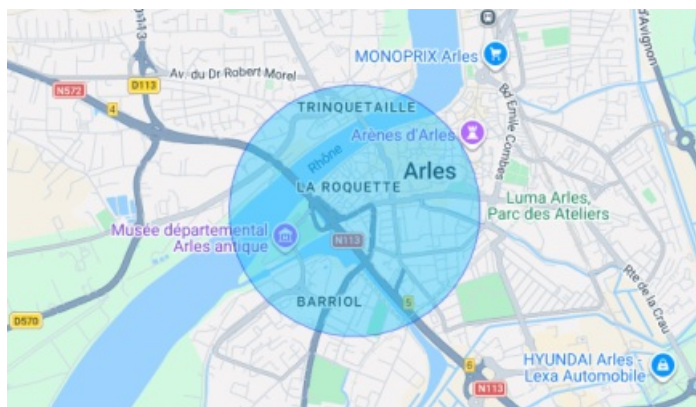 d'Avignon
MONOPRIX Arles
Av. du Dr Robert Morel
D113
N572
4
TRINQUETAILLE
Bd Emile Combes
Arènes d'Arles
Rhône
Arles
LA ROQUETTE
Luma Arles,
Parc des Ateliers
Musée départemental
Arles antique
N113
Rte de la Crau
BARRIOL
5
D570
6
HYUNDAI Arles -
Lexa Automobile
N113